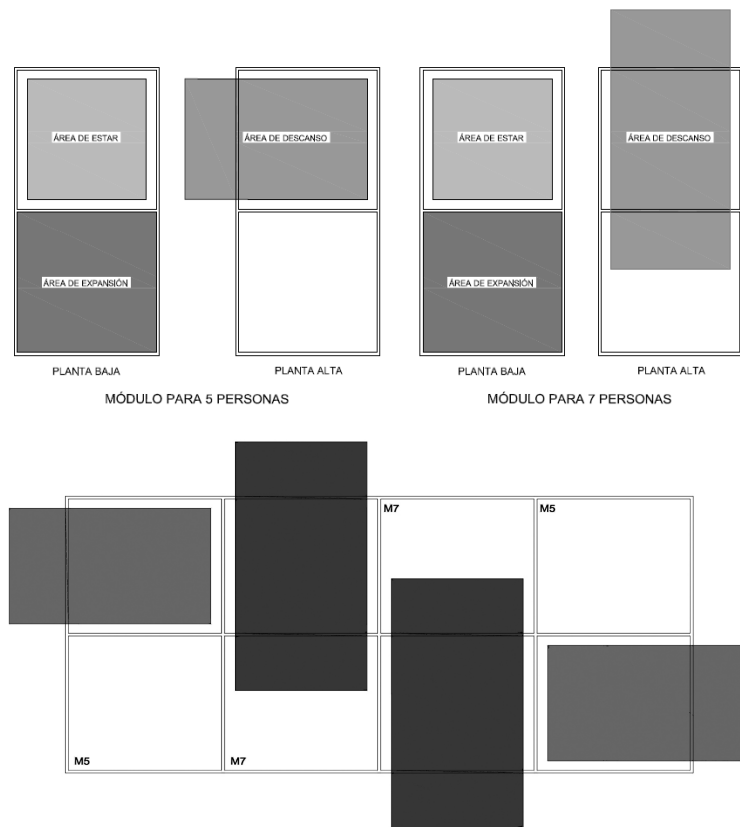 ÁREA DE ESTAR
ÁREA DE DESCANSO
ÁREA DE ESTAR
ÁREA DE DESCANSO
ÁREA DE EXPANSIÓN
ÁREA DE EXPANSIÓN
PLANTA BAJA
PLANTA ALTA
PLANTA BAJA
PLANTA ALTA
MÓDULO PARA 5 PERSONAS
MÓDULO PARA 7 PERSONAS
M7
M5
M5
M7